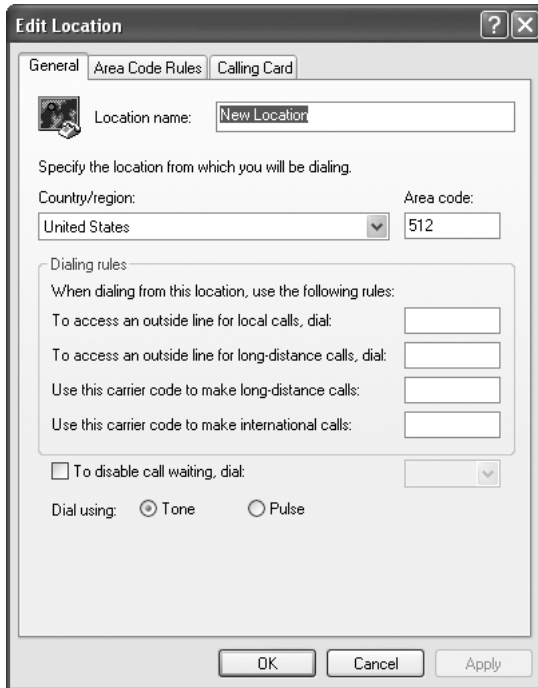 Edit Location
General Area Code Rules Calling Card
Location name: New Location
Specify the location from which you will be dialing.
Country/region: Area code:
United States 512
Dialing rules
When dialing from this location, use the following rules:
To access an outside line for local calls, dial:
To access an outside line for long-distance calls, dial:
Use this carrier code to make long-distance calls:
Use this carrier code to make international calls:
To disable call waiting, dial:
Dial using: Tone Pulse
OK Cancel Apply